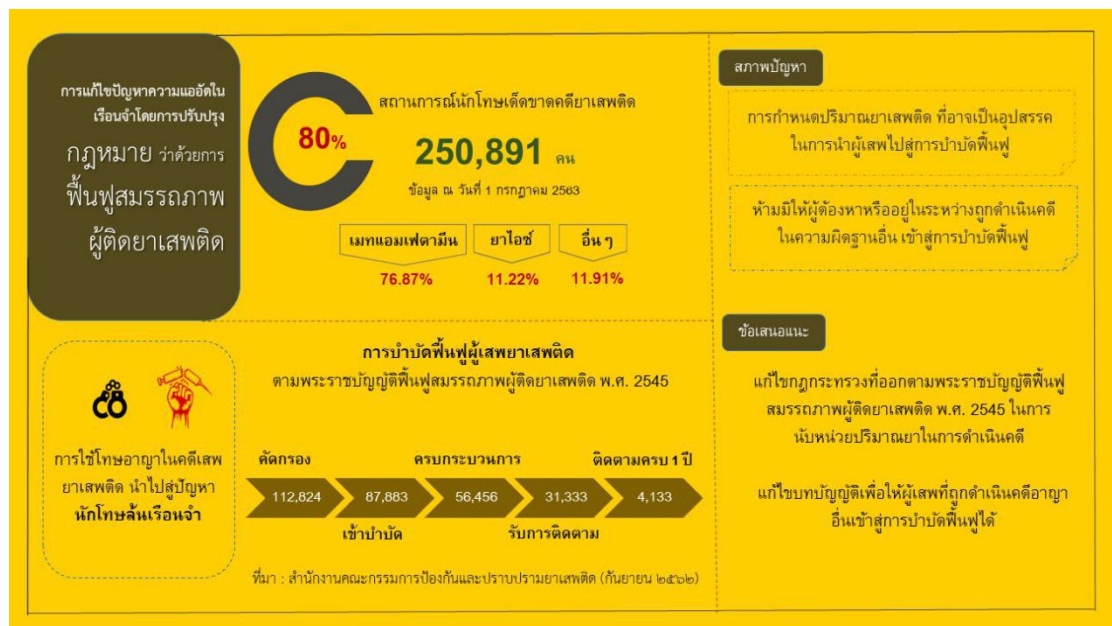 การแก้ไขปัญหาความแออัดใน
เรือนจำโดยการปรับปรุง
กฎหมาย ว่าด้วยการ
ฟื้นฟูสมรรถภาพ
ผู้ติดยาเสพติด
80%
สถานการณ์นักโทษเด็ดขาดคดียาเสพติด
250,891 คน
ข้อมูล ณ วันที่ 1 กรกฎาคม 2563
เมทแอมเฟตามีน ยาไอซ์ อื่น ๆ
76.87% 11.22% 11.91%
การใช้โทษอาญาในคดีเสพ
ยาเสพติด นำไปสู่ปัญหา
นักโทษล้นเรือนจำ
การบำบัดฟื้นฟูผู้เสพยาเสพติด
ตามพระราชบัญญัติฟื้นฟูสมรรถภาพผู้ติดยาเสพติด พ.ศ. 2545
คัดกรอง ครบกระบวนการ ติดตามครบ 1 ปี
112,824 87,883 56,456 31,333 4,133
เข้าบำบัด รับการติดตาม
ที่มา : สำนักงานคณะกรรมการป้องกันและปราบปรามยาเสพติด (กันยายน ๒๕๖๒)
สภาพปัญหา
การกำหนดปริมาณยาเสพติด ที่อาจเป็นอุปสรรค
ในการนำผู้เสพไปสู่การบำบัดฟื้นฟู
ห้ามมิให้ผู้ต้องหาหรืออยู่ในระหว่างถูกดำเนินคดี
ในความผิดฐานอื่น เข้าสู่การบำบัดฟื้นฟู
ข้อเสนอแนะ
แก้ไขกฎกระทรวงที่ออกตามพระราชบัญญัติฟื้นฟู
สมรรถภาพผู้ติดยาเสพติด พ.ศ. 2545 ในการ
นับหน่วยปริมาณยาในการดำเนินคดี
แก้ไขบทบัญญัติเพื่อให้ผู้เสพที่ถูกดำเนินคดีอาญา
อื่นเข้าสู่การบำบัดฟื้นฟูได้